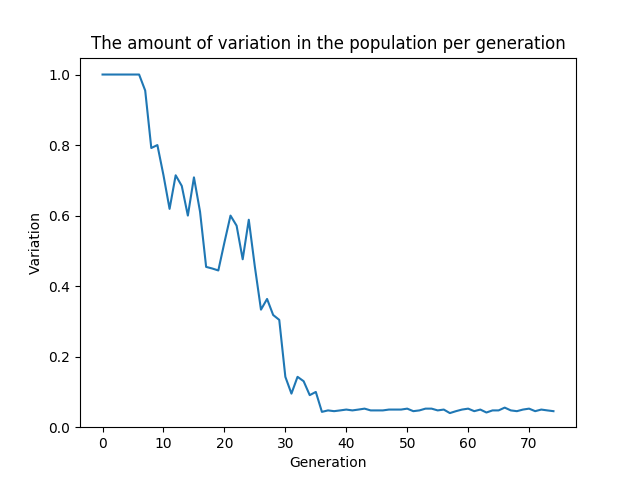 The amount of variation in the population per generation
1.0
0.8
0.6
0.4
0.2
0.0
Variation
0 10 20 30 40 50 60 70
Generation